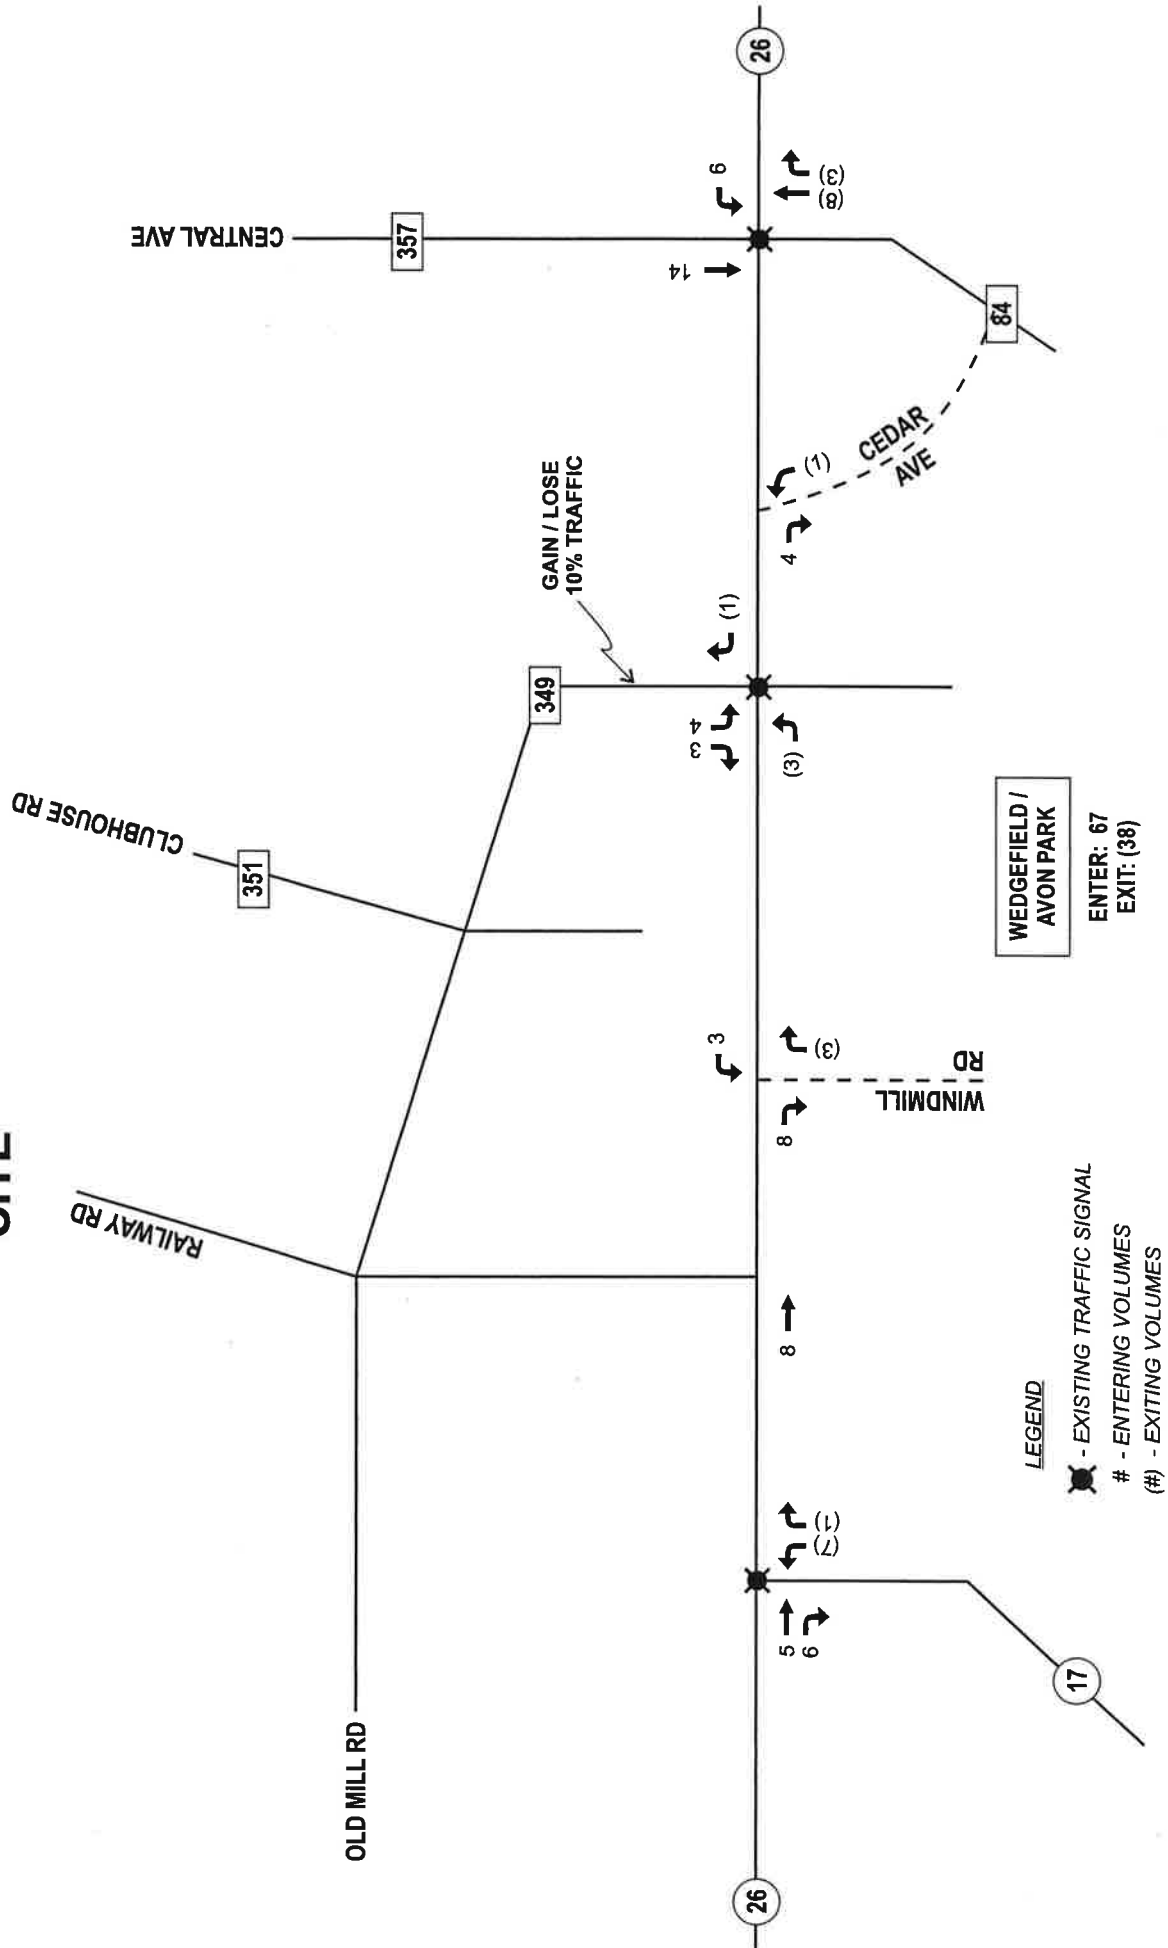 SITE
RAILWAY RD
CLUBHOUSE RD
351
CENTRAL AVE
357
OLD MILL RD
349
GAIN / LOSE
10% TRAFFIC
3
4
(1)
14
9
3
26
26
5
6
(7)
(1)
8
8
(3)
(3)
4
(1)
(8)
(3)
CEDAR
AVE
WINDMILL
RD
84
17
WEDGEFIELD /
AVON PARK
ENTER: 67
EXIT: (38)
LEGEND
- EXISTING TRAFFIC SIGNAL
# - ENTERING VOLUMES
(#) - EXITING VOLUMES